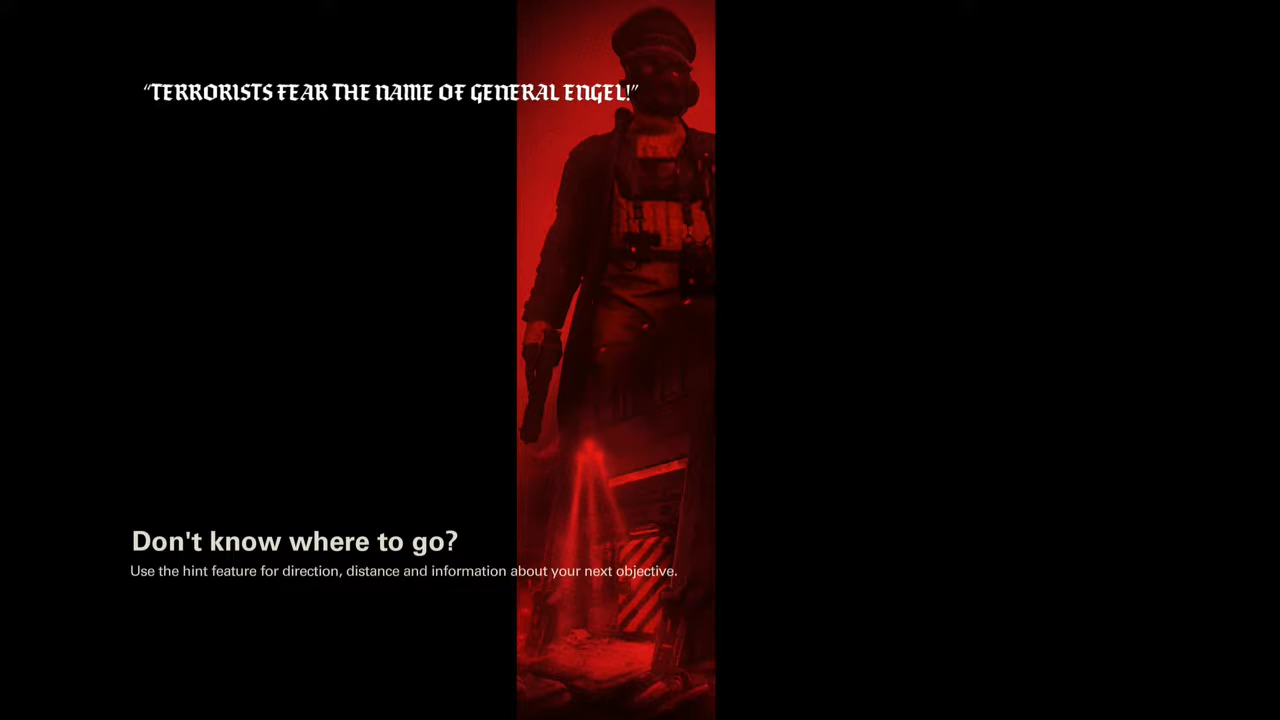 “TERRORISTS FEAR THE NAME OF GENERAL ENGEL!”
Don't know where to go?
Use the hint feature for direction, distance and information about your next objective.